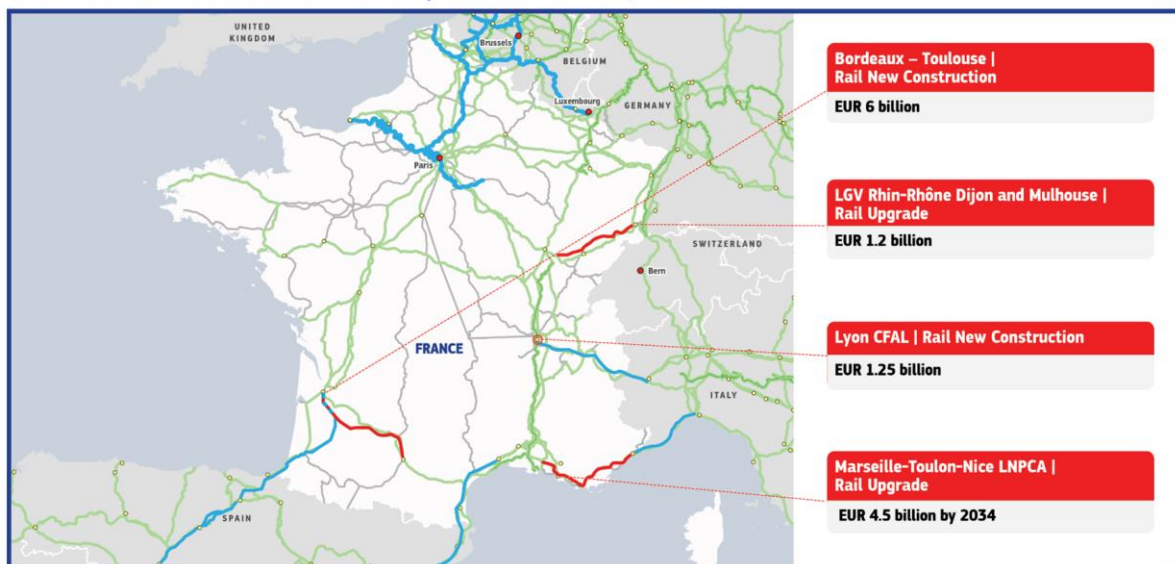 UNITED
KINGDOM
Brussels
BELGIUM
Luxembourg
GERMANY
Paris
SWITZERLAND
Bern
FRANCE
ITALY
SPAIN
Bordeaux – Toulouse |
Rail New Construction
EUR 6 billion
LGV Rhin-Rhône Dijon and Mulhouse |
Rail Upgrade
EUR 1.2 billion
Lyon CFAL | Rail New Construction
EUR 1.25 billion
Marseille-Toulon-Nice LNPCA |
Rail Upgrade
EUR 4.5 billion by 2034